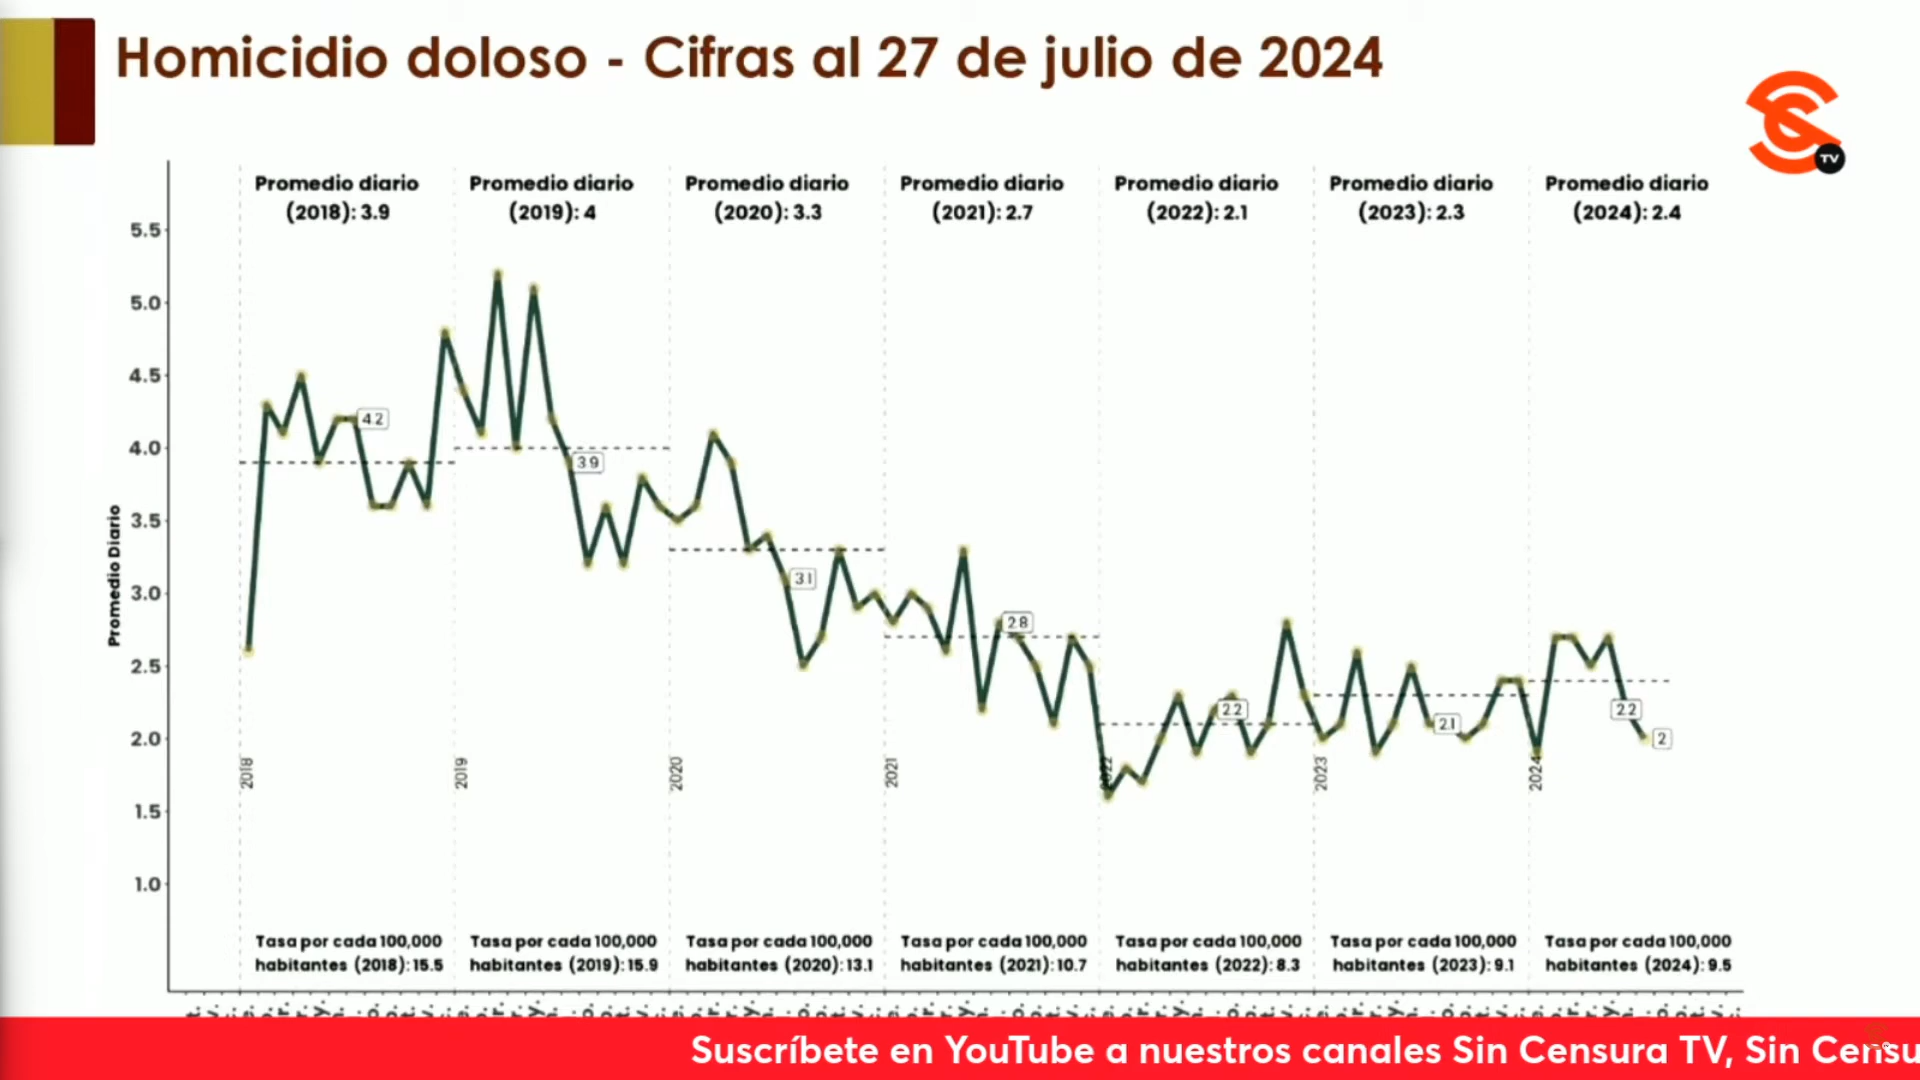 Homicidio doloso - Cifras al 27 de julio de 2024
TV
Promedio diario
(2018): 3.9
Promedio diario
(2019): 4
Promedio diario
(2020): 3.3
Promedio diario
(2021): 2.7
Promedio diario
(2022): 2.1
Promedio diario
(2023): 2.3
Promedio diario
(2024): 2.4
Promedio Diario
5.5
5.0
4.5
4.0
3.5
3.0
2.5
2.0
1.5
1.0
4.2
3.9
3.1
2.8
2.2
2.1
2.2
2
2018
2019
2020
2021
2022
2023
2024
Tasa por cada 100,000
habitantes (2018): 15.5
Tasa por cada 100,000
habitantes (2019): 15.9
Tasa por cada 100,000
habitantes (2020): 13.1
Tasa por cada 100,000
habitantes (2021): 10.7
Tasa por cada 100,000
habitantes (2022): 8.3
Tasa por cada 100,000
habitantes (2023): 9.1
Tasa por cada 100,000
habitantes (2024): 9.5
Suscríbete en YouTube a nuestros canales Sin Censura TV, Sin Censu